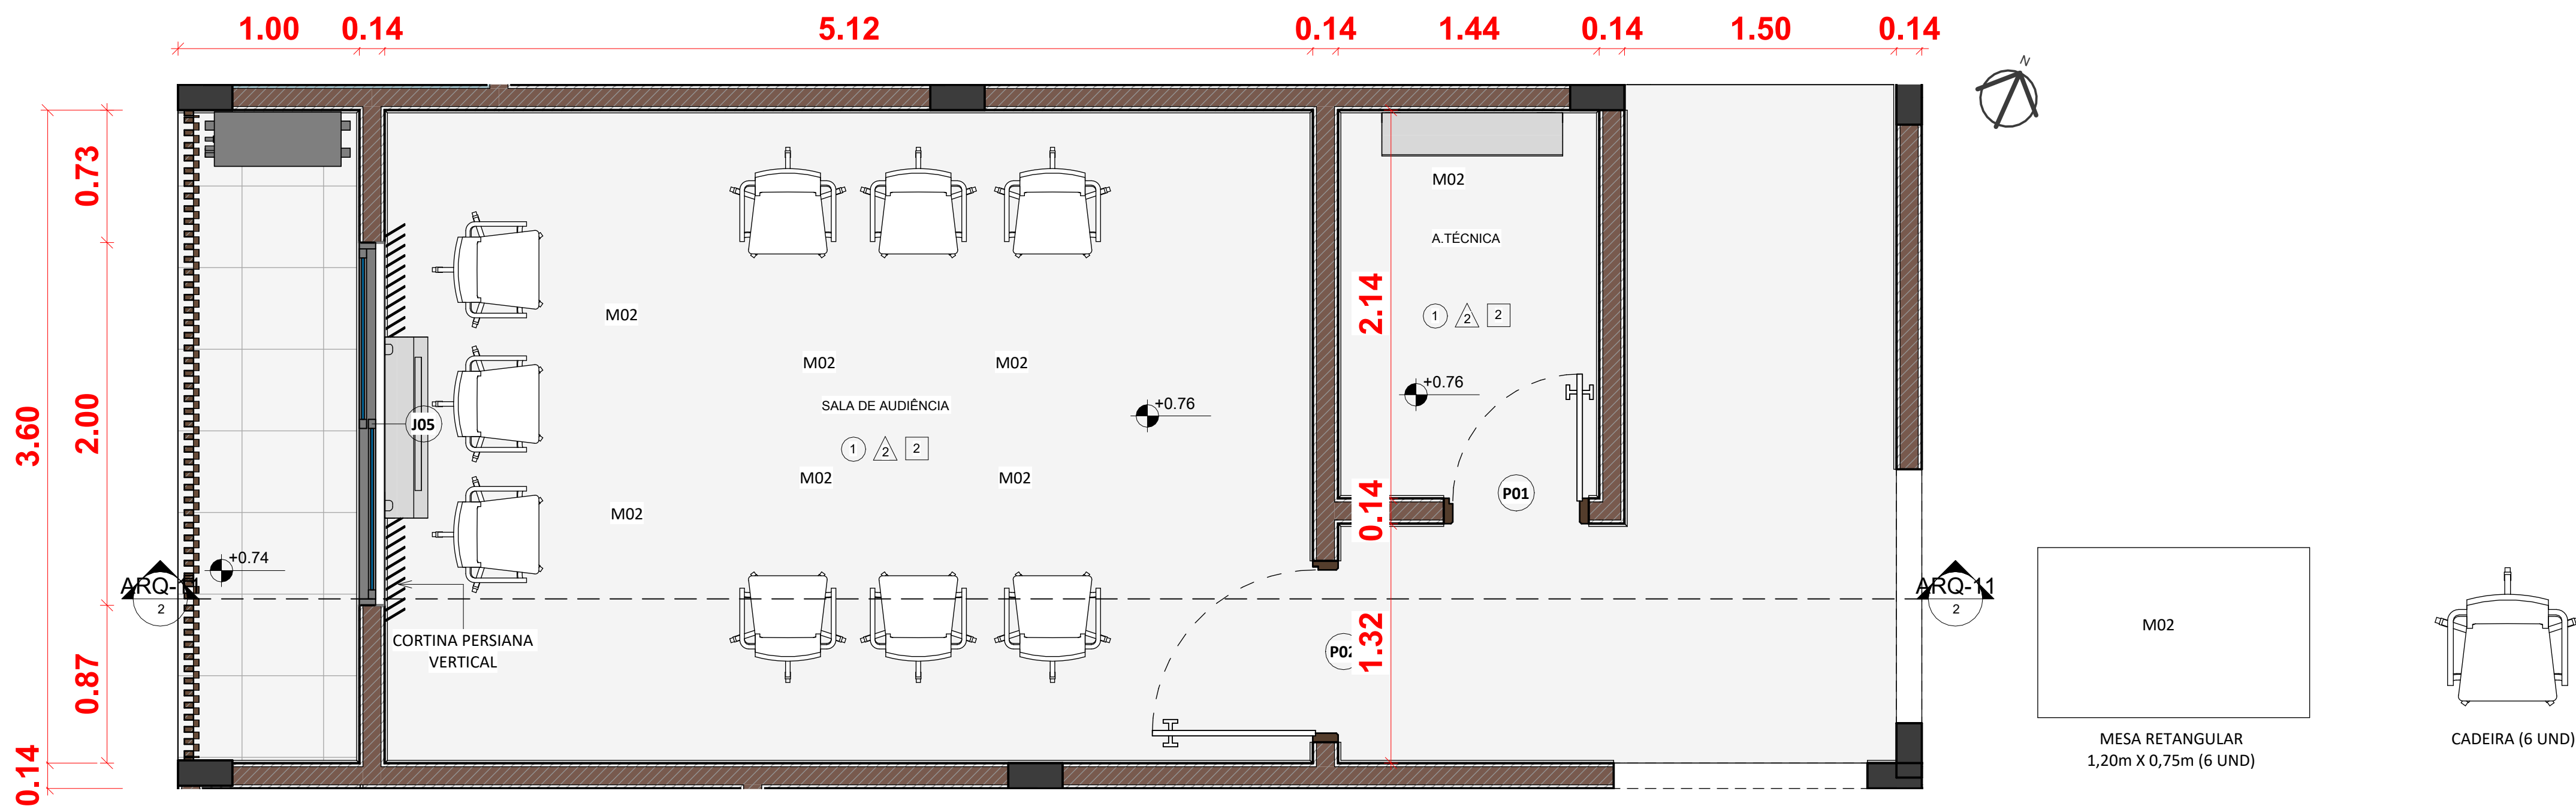 1.00 0.14 5.12 0.14 1.44 0.14 1.50 0.14
N
0.73
2.00
3.60
0.87
0.14
M02
A.TÉCNICA
2.14
1 2 2
+0.76
P01
0.14
1.32
M02
M02 M02
SALA DE AUDIÊNCIA
+0.76
1 2 2
M02 M02
M02
J05
+0.74
2
CORTINA PERSIANA
VERTICAL
ARQ-11
2
M02
MESA RETANGULAR
1,20m X 0,75m (6 UND)
CADEIRA (6 UND)